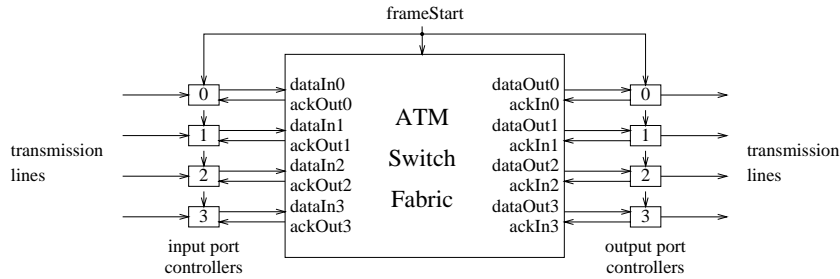 frameStart
0
dataIn0
ackOut0
dataOut0
ackIn0
0
1
dataIn1
ackOut1
dataOut1
ackIn1
1
2
dataIn2
ackOut2
dataOut2
ackIn2
2
3
dataIn3
ackOut3
dataOut3
ackIn3
3
ATM
Switch
Fabric
transmission
lines
transmission
lines
input port
controllers
output port
controllers